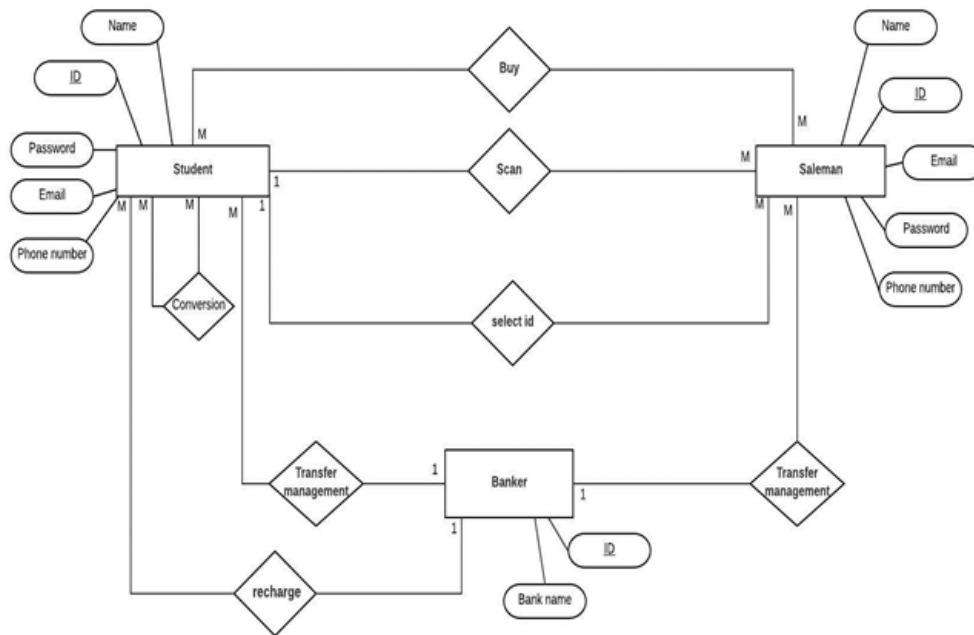 Name
Name
Buy
ID
ID
M
M
Password
Email
Student
Scan
Saleman
M
1
Email
M
M
M
M
1
M
M
Password
Phone number
Conversion
Phone number
select id
Transfer
management
1
Banker
1
Transfer
management
1
ID
recharge
Bank name